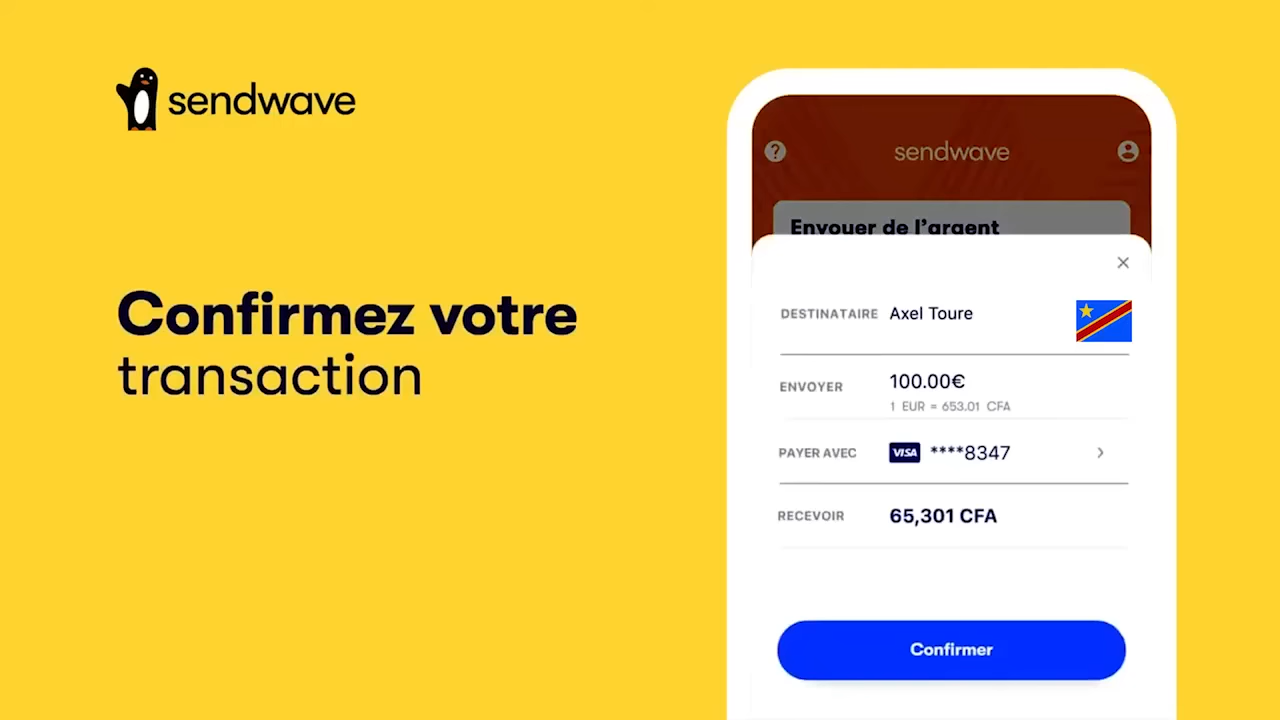 sendwave
Confirmez votre
transaction
sendwave
Envoyer de l'argent
DESTINATAIRE Axel Toure
ENVOYER 100.00€
1 EUR = 653.01 CFA
PAYER AVEC VISA ****8347
RECEVOIR 65,301 CFA
Confirmer